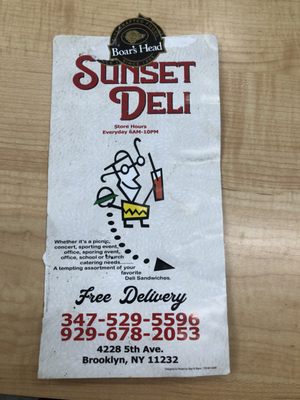 Boar's Head
SUNSET
DELI
Store Hours
Everyday 6AM-10PM
Whether it's a picnic,
concert, sporting event,
office, sporing event,
office, school or church
catering needs........
A tempting assortment of your
favorite
Deli Sandwiches.
Free Delivery
347-529-5596
929-678-2053
4228 5th Ave.
Brooklyn, NY 11232